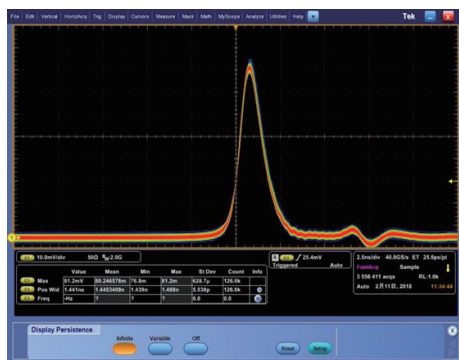 File Edit Vertical Horiz/Acq Trig Display Cursors Measure Mask Math MyScope Analyze Utilities Help Tek
C1 10.0mV/div 50Ω BW:2.0G
A C1 25.4mV
Triggered Auto
2.5ns/div 40.0GS/s ET 25.0ps/pt
FastAcq Sample
3 556 411 acqs RL:1.0k
Auto 2月11日, 2018 11:34:44
Value Mean Min Max St Dev Count Info
C1 Max 81.2mV 80.246578m 76.8m 81.2m 628.7µ 126.0k
C1 Pos Wid 1.441ns 1.4453409n 1.430n 1.469n 5.538p 126.0k
C1 Freq -Hz ? ? ? 0.0 0.0
Display Persistence
Infinite Variable Off
Reset Setup